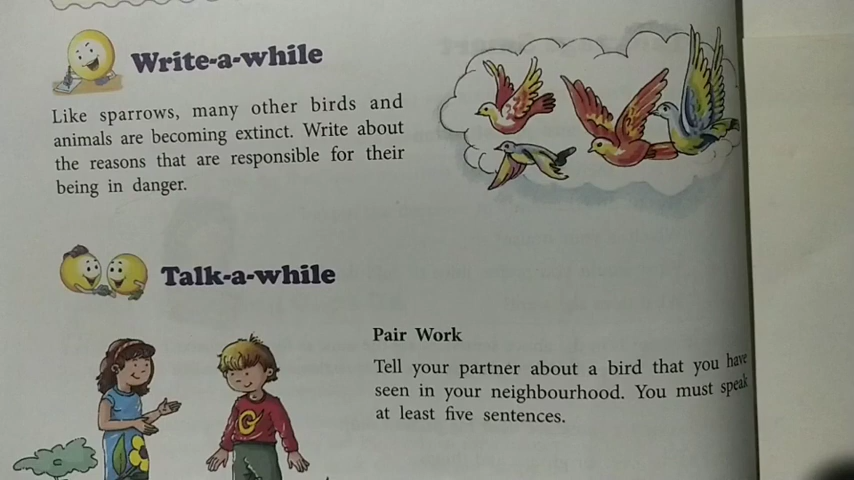 Write-a-while
Like sparrows, many other birds and
animals are becoming extinct. Write about
the reasons that are responsible for their
being in danger.
Talk-a-while
Pair Work
Tell your partner about a bird that you have
seen in your neighbourhood. You must speak
at least five sentences.